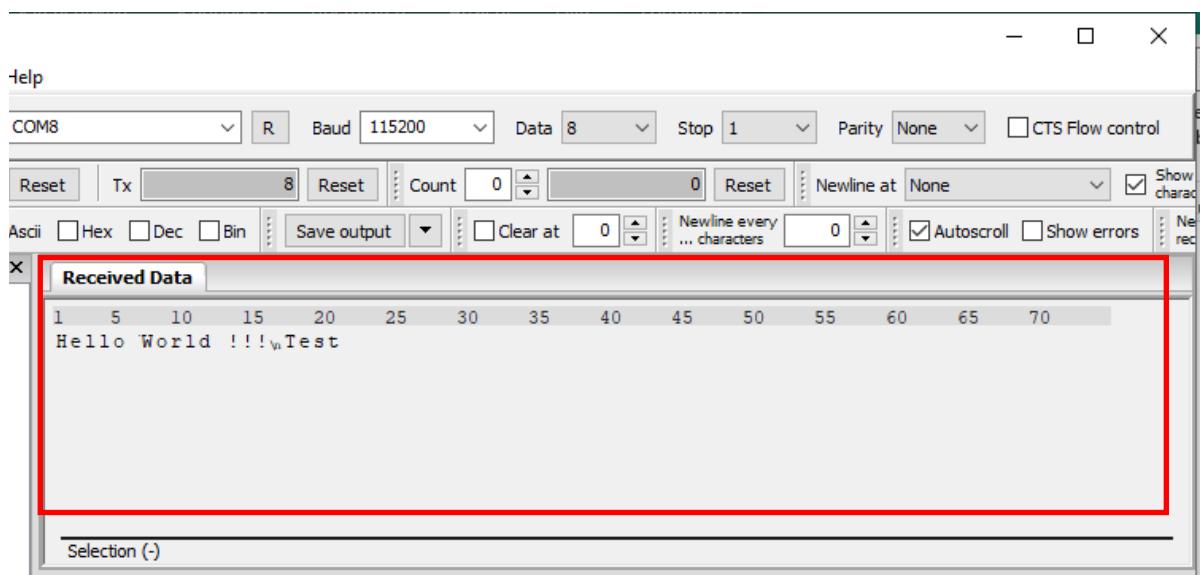 Help
COM8 R Baud 115200 Data 8 Stop 1 Parity None CTS Flow control
Reset Tx 8 Reset Count 0 0 Reset Newline at None Show
Ascii Hex Dec Bin Save output Clear at 0 Newline every
... characters 0 Autoscroll Show errors
Received Data
1 5 10 15 20 25 30 35 40 45 50 55 60 65 70
Hello World !!!\nTest
Selection (-)